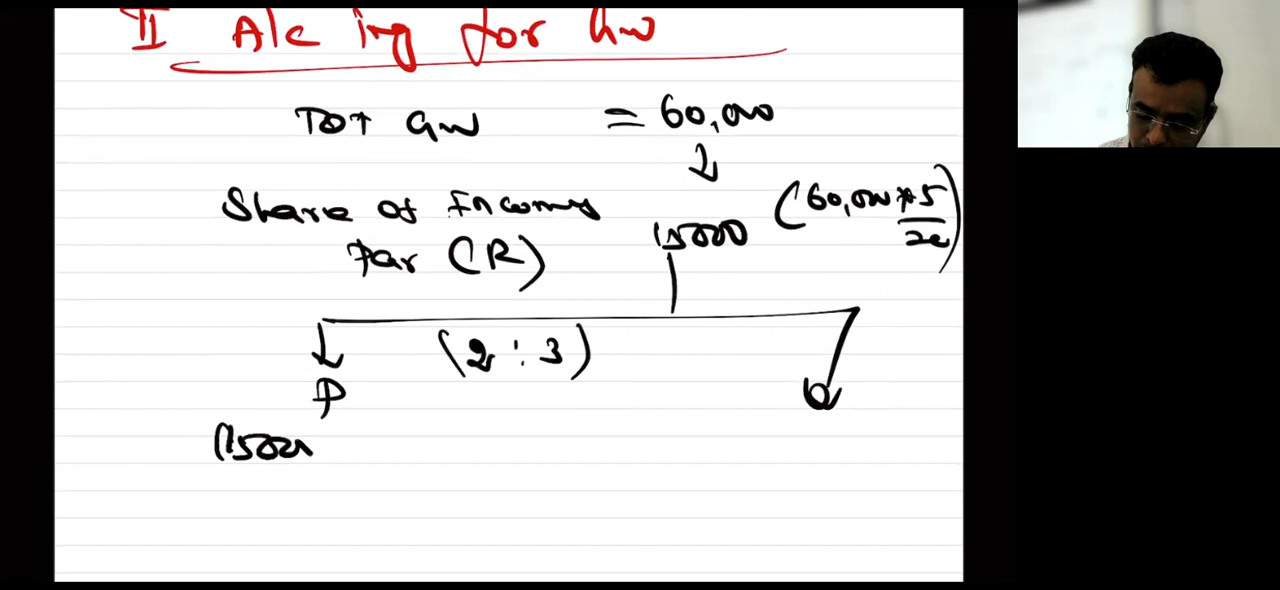 II A/c ing for Gw
Tot Gw = 60,000
Share of Incoming 15000 (60,000 * 5/20)
Par (R)
(2 : 3)
P Q
(15000